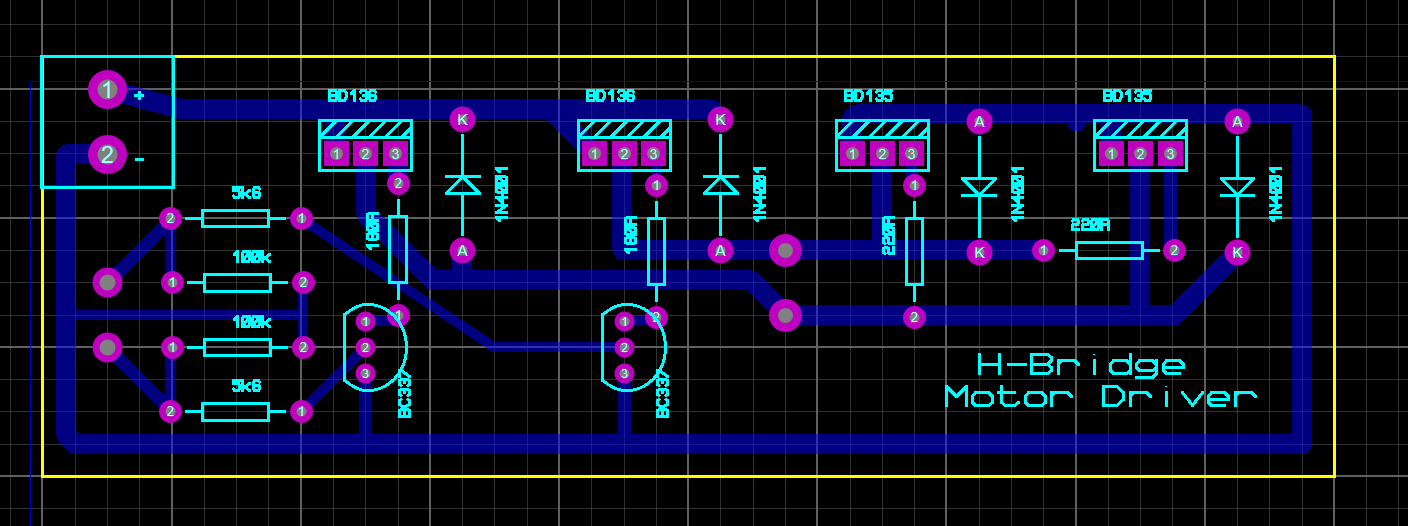 1 +
2 -
BD136
BD136
BD135
BD135
1 2 3
1 2 3
1 2 3
1 2 3
K
K
A
A
2
1
1
1N4001
1N4001
1N4001
1N4001
5k6
2 1
180R
180R
220R
220R
A
A
K
1 2
K
100k
1 2
100k
1 2
1
2
2
1
2
3
1
2
3
5k6
2 1
BC337
BC337
H-Bridge
Motor Driver